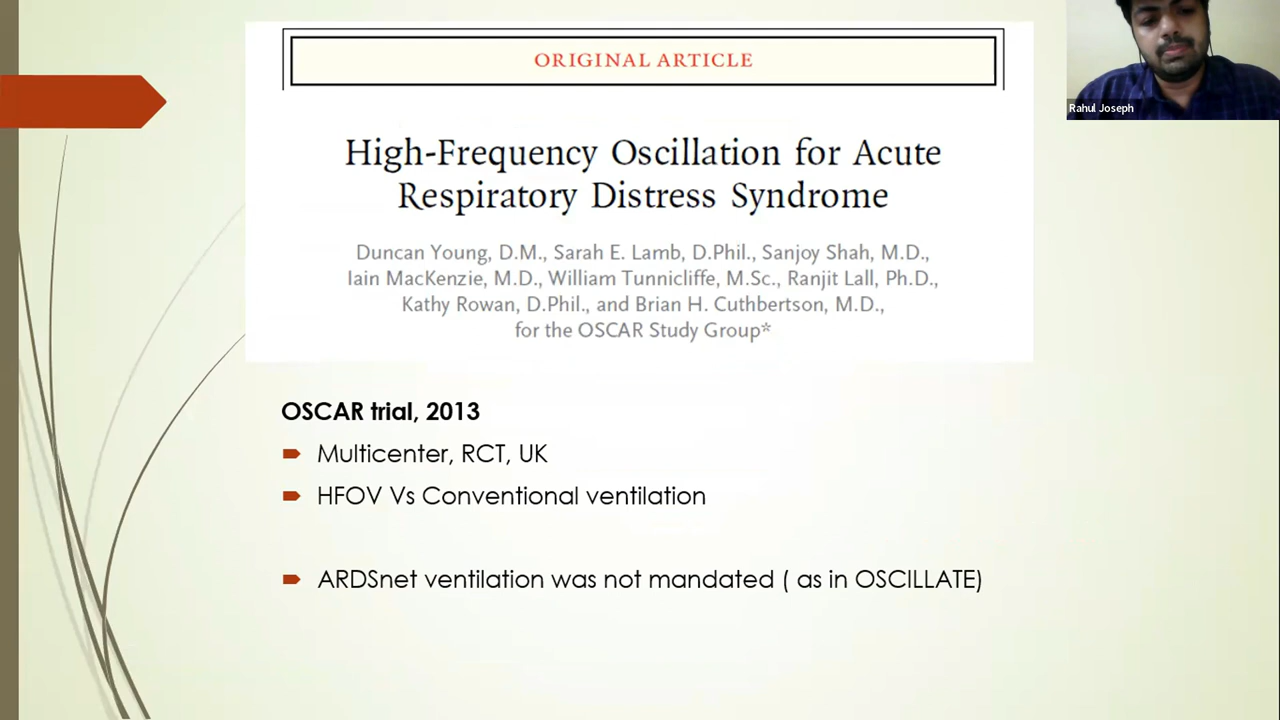 ORIGINAL ARTICLE
Rahul Joseph
High-Frequency Oscillation for Acute
Respiratory Distress Syndrome
Duncan Young, D.M., Sarah E. Lamb, D.Phil., Sanjoy Shah, M.D.,
Iain MacKenzie, M.D., William Tunnicliffe, M.Sc., Ranjit Lall, Ph.D.,
Kathy Rowan, D.Phil., and Brian H. Cuthbertson, M.D.,
for the OSCAR Study Group*
OSCAR trial, 2013
Multicenter, RCT, UK
HFOV Vs Conventional ventilation
ARDSnet ventilation was not mandated ( as in OSCILLATE)